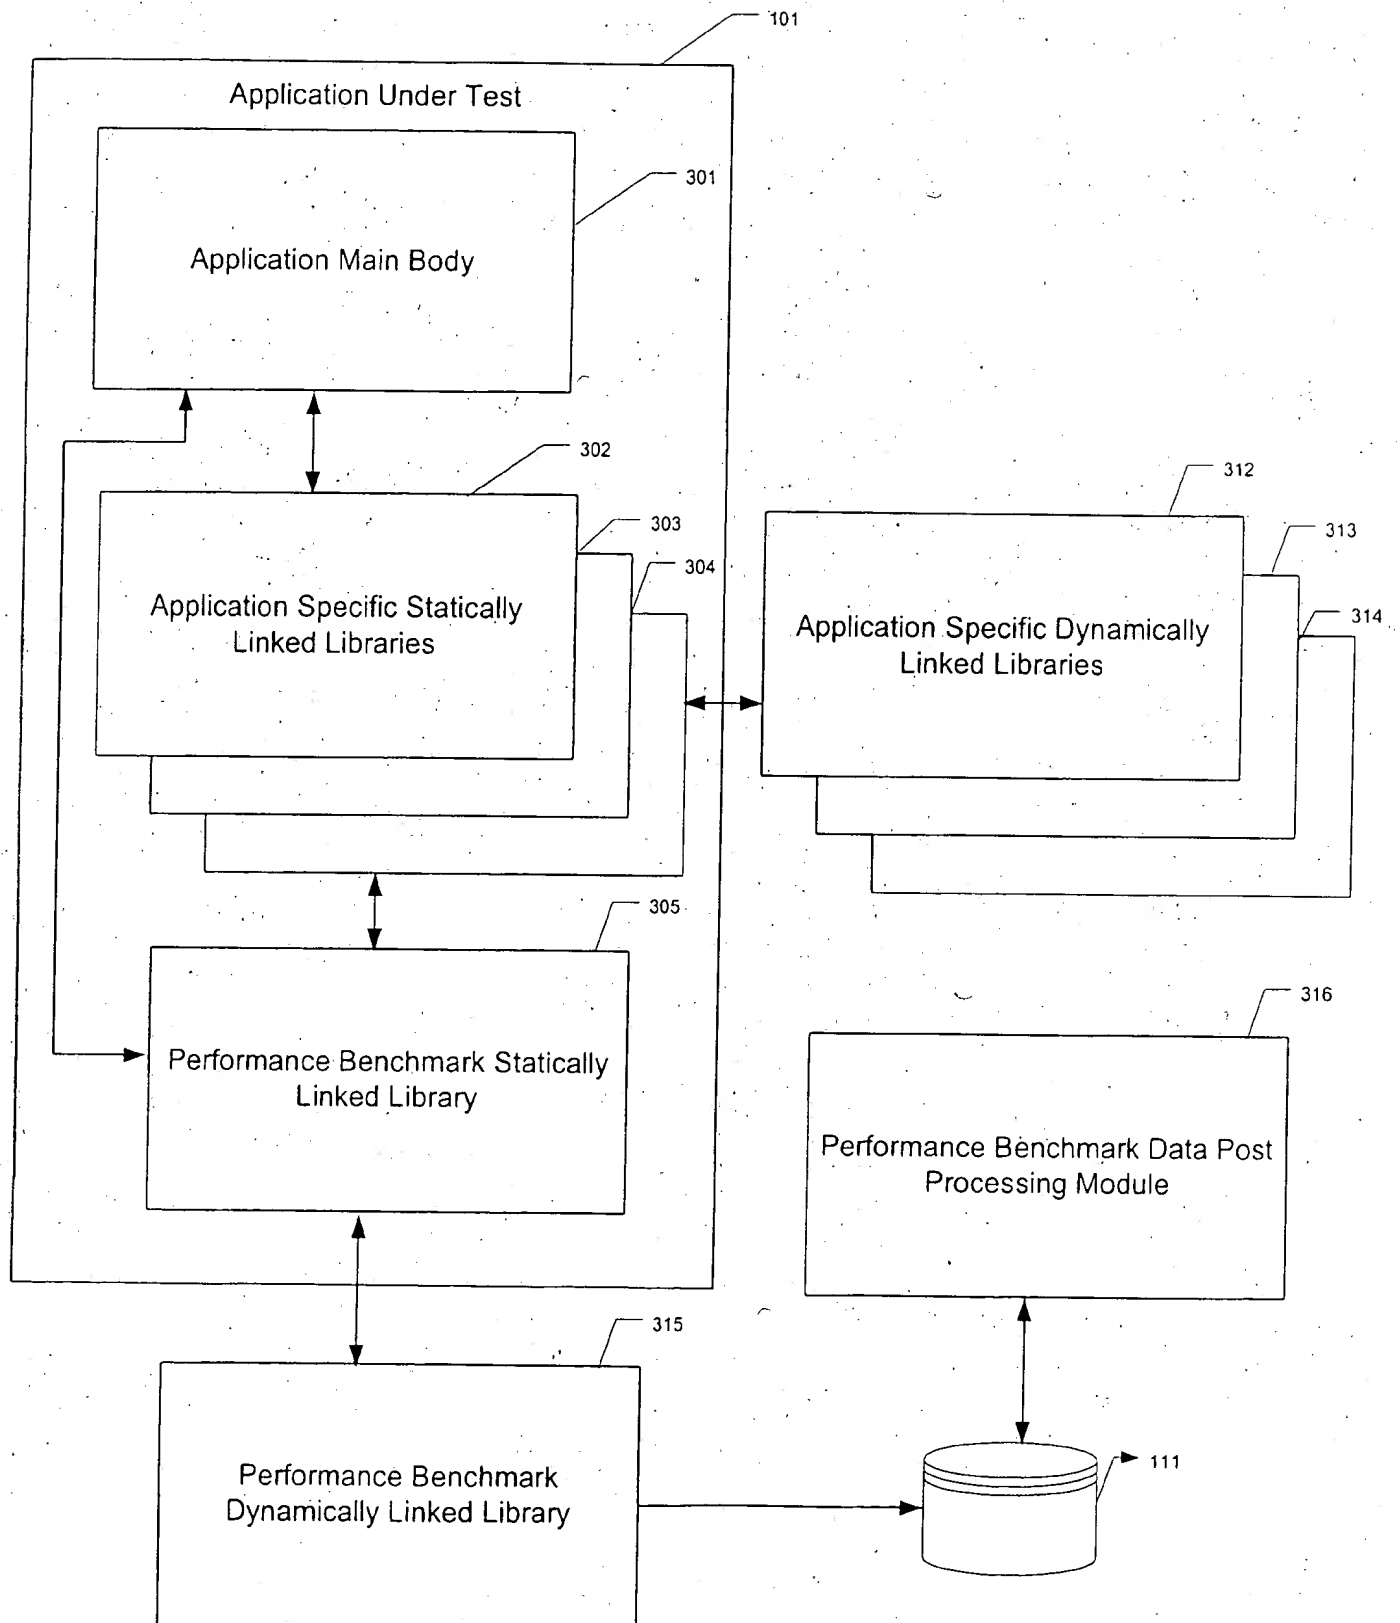 101
Application Under Test
301
Application Main Body
302
303
304
Application Specific Statically
Linked Libraries
312
313
314
Application Specific Dynamically
Linked Libraries
305
Performance Benchmark Statically
Linked Library
316
Performance Benchmark Data Post
Processing Module
315
Performance Benchmark
Dynamically Linked Library
111